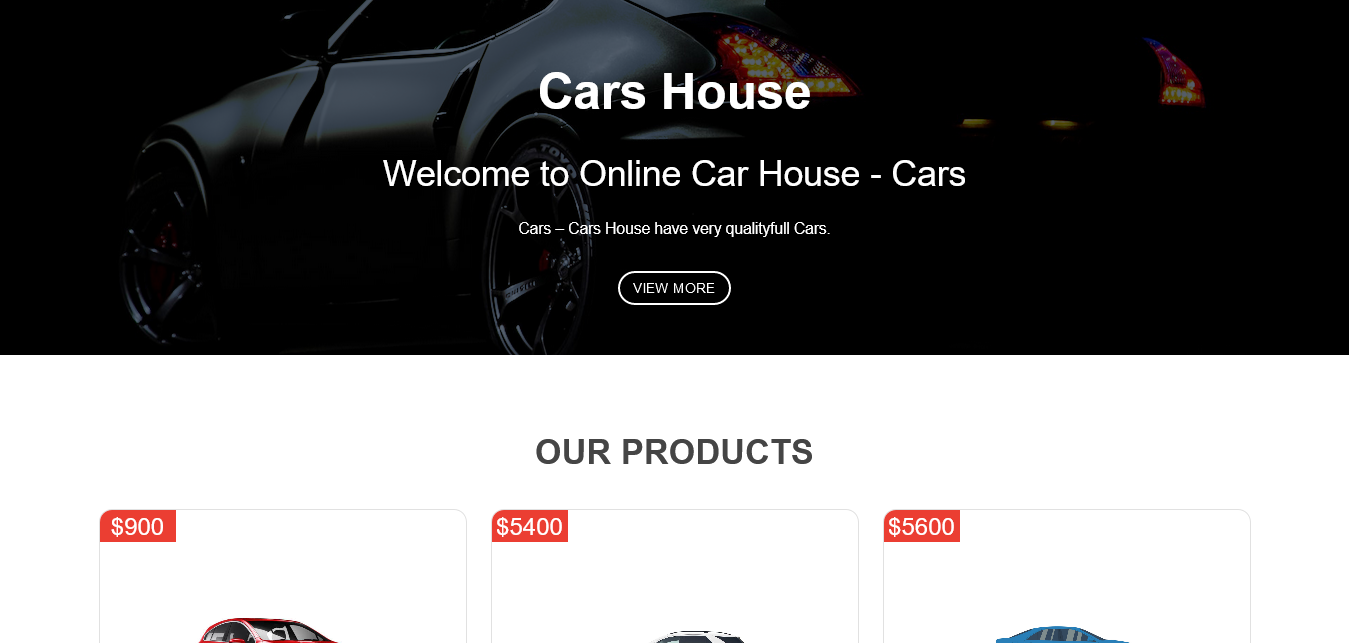 Cars House
Welcome to Online Car House - Cars
Cars – Cars House have very qualityfull Cars.
VIEW MORE
OUR PRODUCTS
$900
$5400
$5600